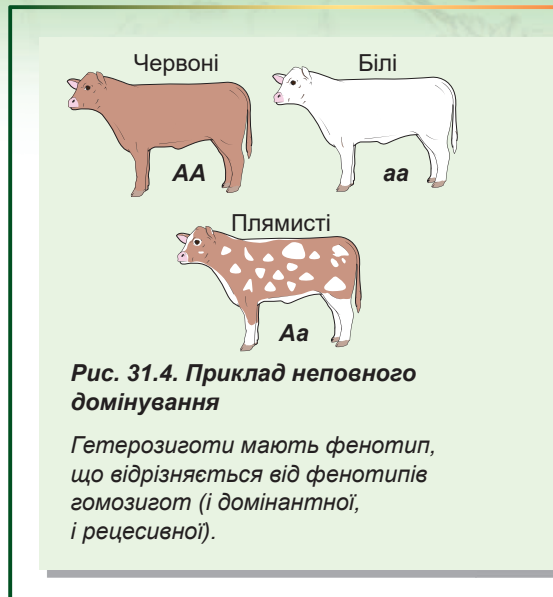 Червоні
Білі
АА
аа
Плямисті
Аа
Рис. 31.4. Приклад неповного
домінування
Гетерозиготи мають фенотип,
що відрізняється від фенотипів
гомозигот (і домінантної,
і рецесивної).